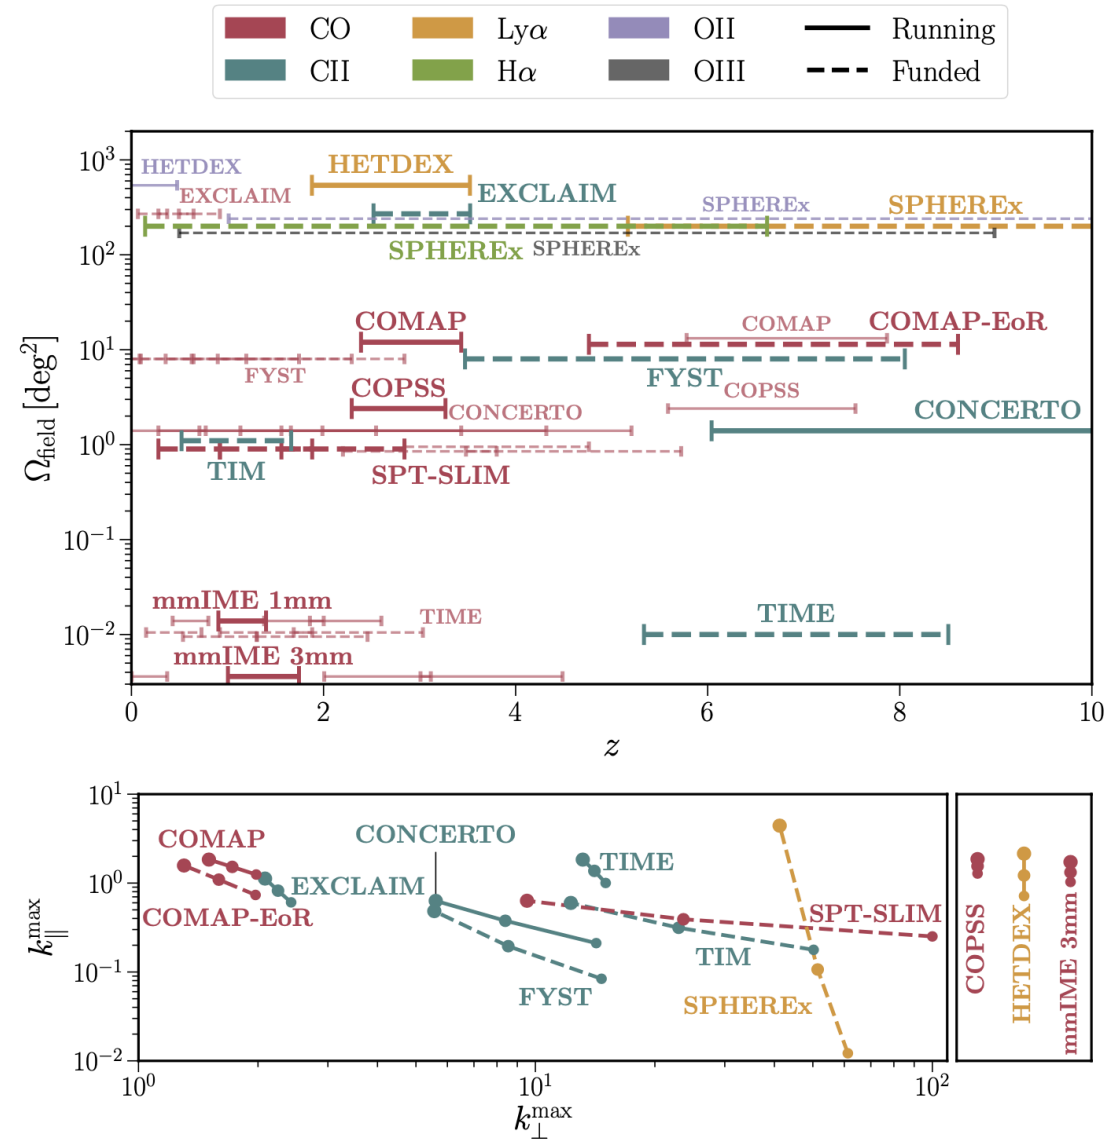 CO Lyα OII Running
CII Hα OIII Funded
10³
10²
10¹
10⁰
10⁻¹
10⁻²
Ω_field [deg²]
HETDEX
HETDEX
EXCLAIM
EXCLAIM
SPHEREx
SPHEREx
SPHEREx
SPHEREx
COMAP
COMAP
COMAP-EoR
FYST
FYST
COPSS
COPSS
CONCERTO
CONCERTO
TIM
SPT-SLIM
mmIME 1mm
TIME
TIME
mmIME 3mm
0 2 4 6 8 10
z
10¹
10⁰
10⁻¹
10⁻²
k_∥^max
COMAP
CONCERTO
TIME
EXCLAIM
COMAP-EoR
SPT-SLIM
TIM
FYST
SPHEREx
COPSS
HETDEX
mmIME 3mm
10⁰ 10¹ 10²
k_⊥^max